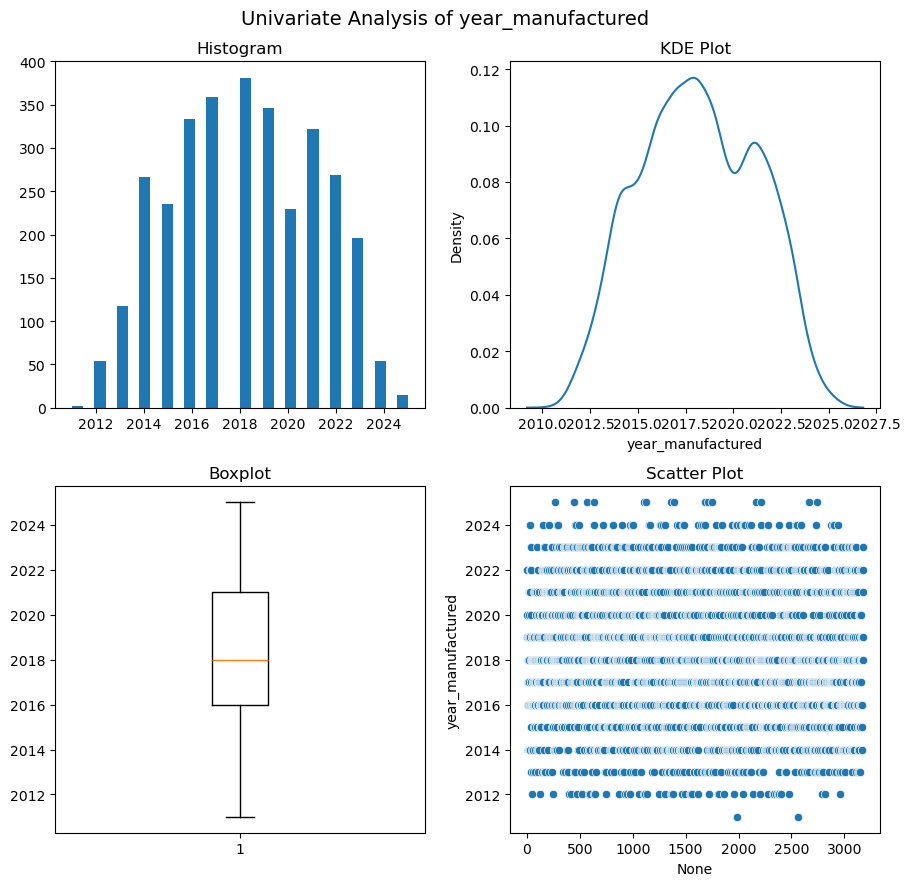 Univariate Analysis of year_manufactured
Histogram
400
350
300
250
200
150
100
50
0
2012 2014 2016 2018 2020 2022 2024
KDE Plot
0.12
0.10
0.08
0.06
0.04
0.02
0.00
Density
2010.0 2012.5 2015.0 2017.5 2020.0 2022.5 2025.0 2027.5
year_manufactured
Boxplot
2024
2022
2020
2018
2016
2014
2012
1
Scatter Plot
2024
2022
2020
2018
2016
2014
2012
year_manufactured
0 500 1000 1500 2000 2500 3000
None